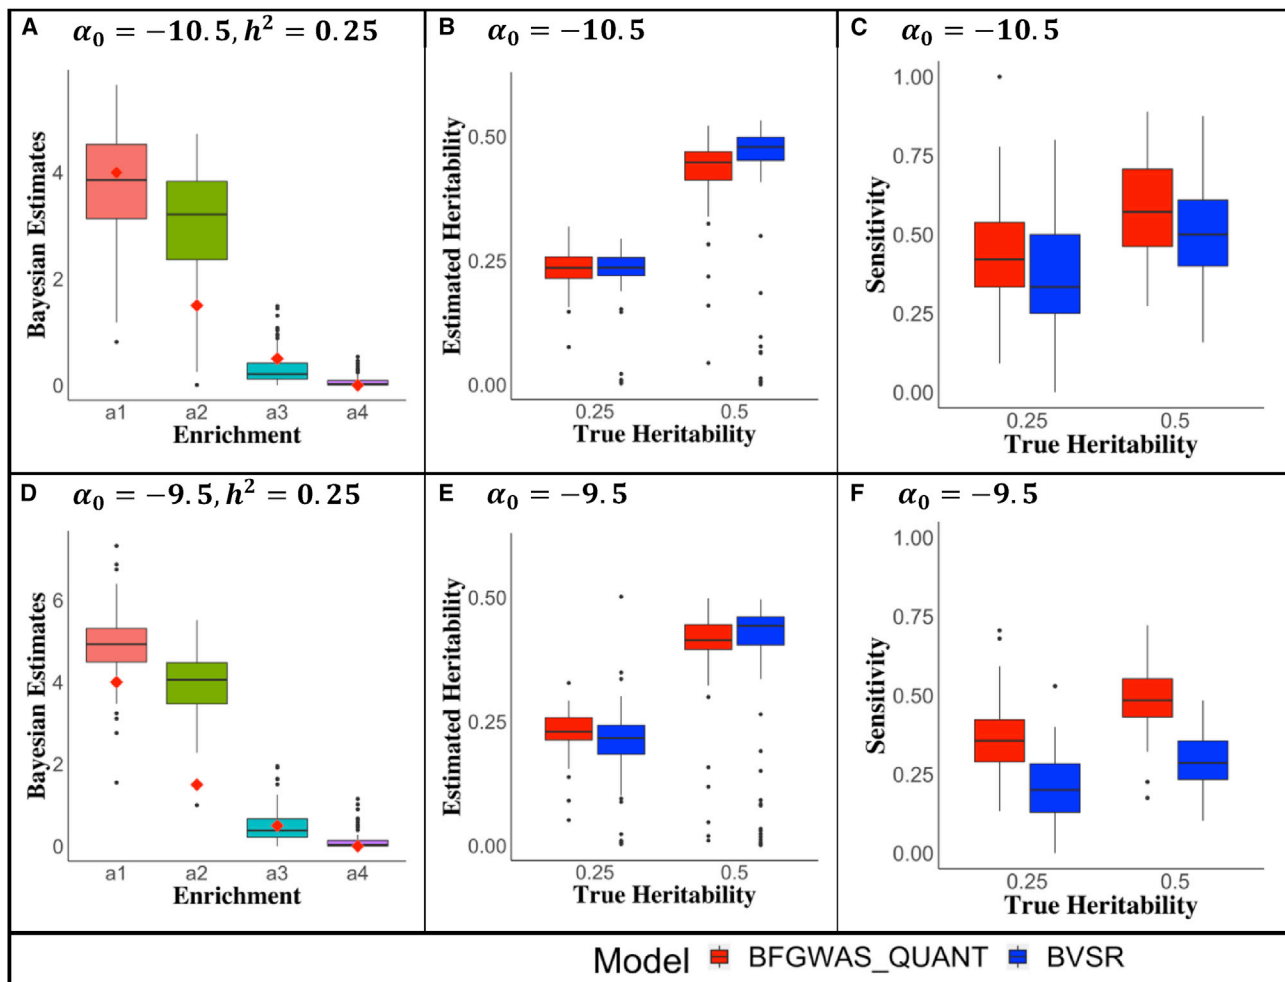 A α₀ = −10.5, h² = 0.25
Bayesian Estimates
4
2
0
a1 a2 a3 a4
Enrichment
B α₀ = −10.5
Estimated Heritability
0.50
0.25
0.00
0.25 0.5
True Heritability
C α₀ = −10.5
Sensitivity
1.00
0.75
0.50
0.25
0.00
0.25 0.5
True Heritability
D α₀ = −9.5, h² = 0.25
Bayesian Estimates
6
4
2
0
a1 a2 a3 a4
Enrichment
E α₀ = −9.5
Estimated Heritability
0.50
0.25
0.00
0.25 0.5
True Heritability
F α₀ = −9.5
Sensitivity
1.00
0.75
0.50
0.25
0.00
0.25 0.5
True Heritability
Model BFGWAS_QUANT BVSR